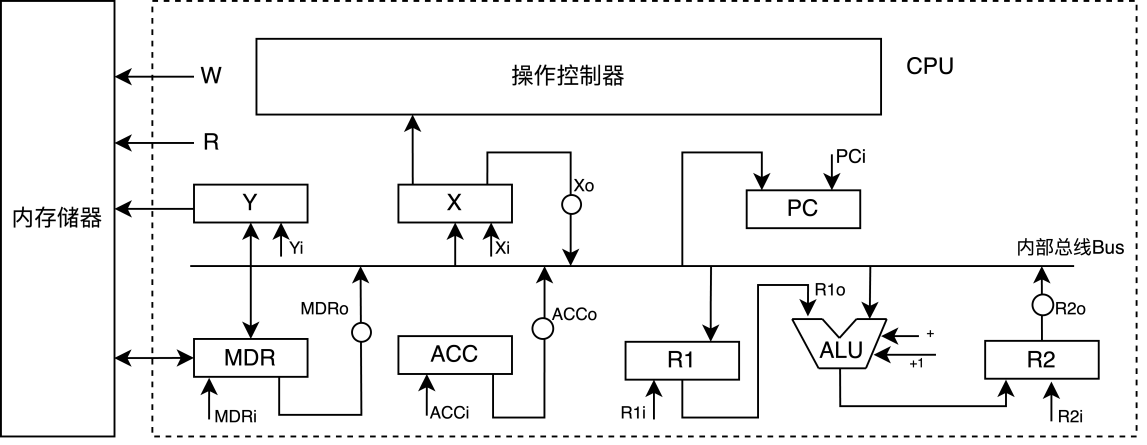 操作控制器
CPU
W
R
PCi
Xo
Y
X
PC
内存储器
Yi
Xi
内部总线Bus
MDRo
ACCo
R1o
R2o
+
MDR
ACC
R1
ALU
+1
R2
MDRi
ACCi
R1i
R2i